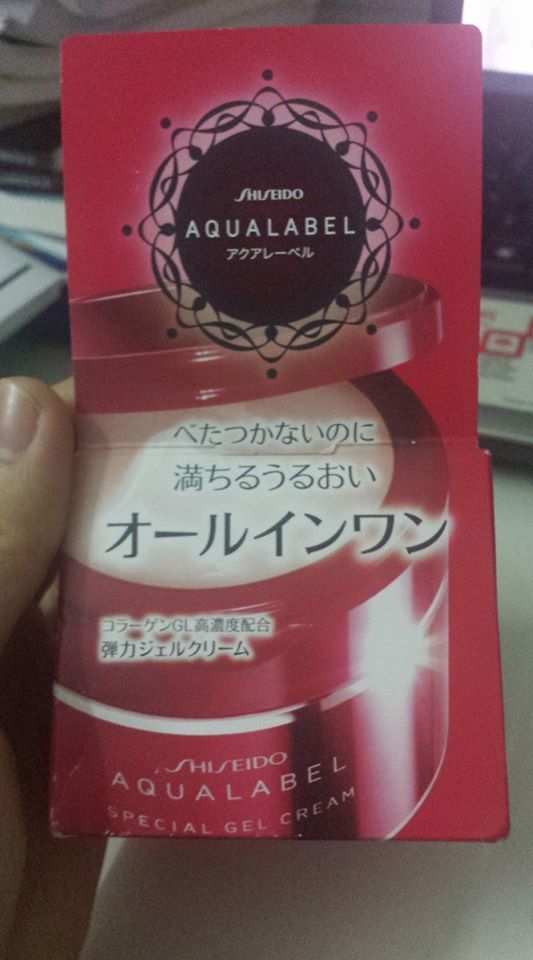 SHISEIDO
AQUALABEL
アクアレーベル
べたつかないのに
満ちるうるおい
オールインワン
コラーゲンGL高濃度配合
弾力ジェルクリーム
SHISEIDO
AQUALABEL
SPECIAL GEL CREAM